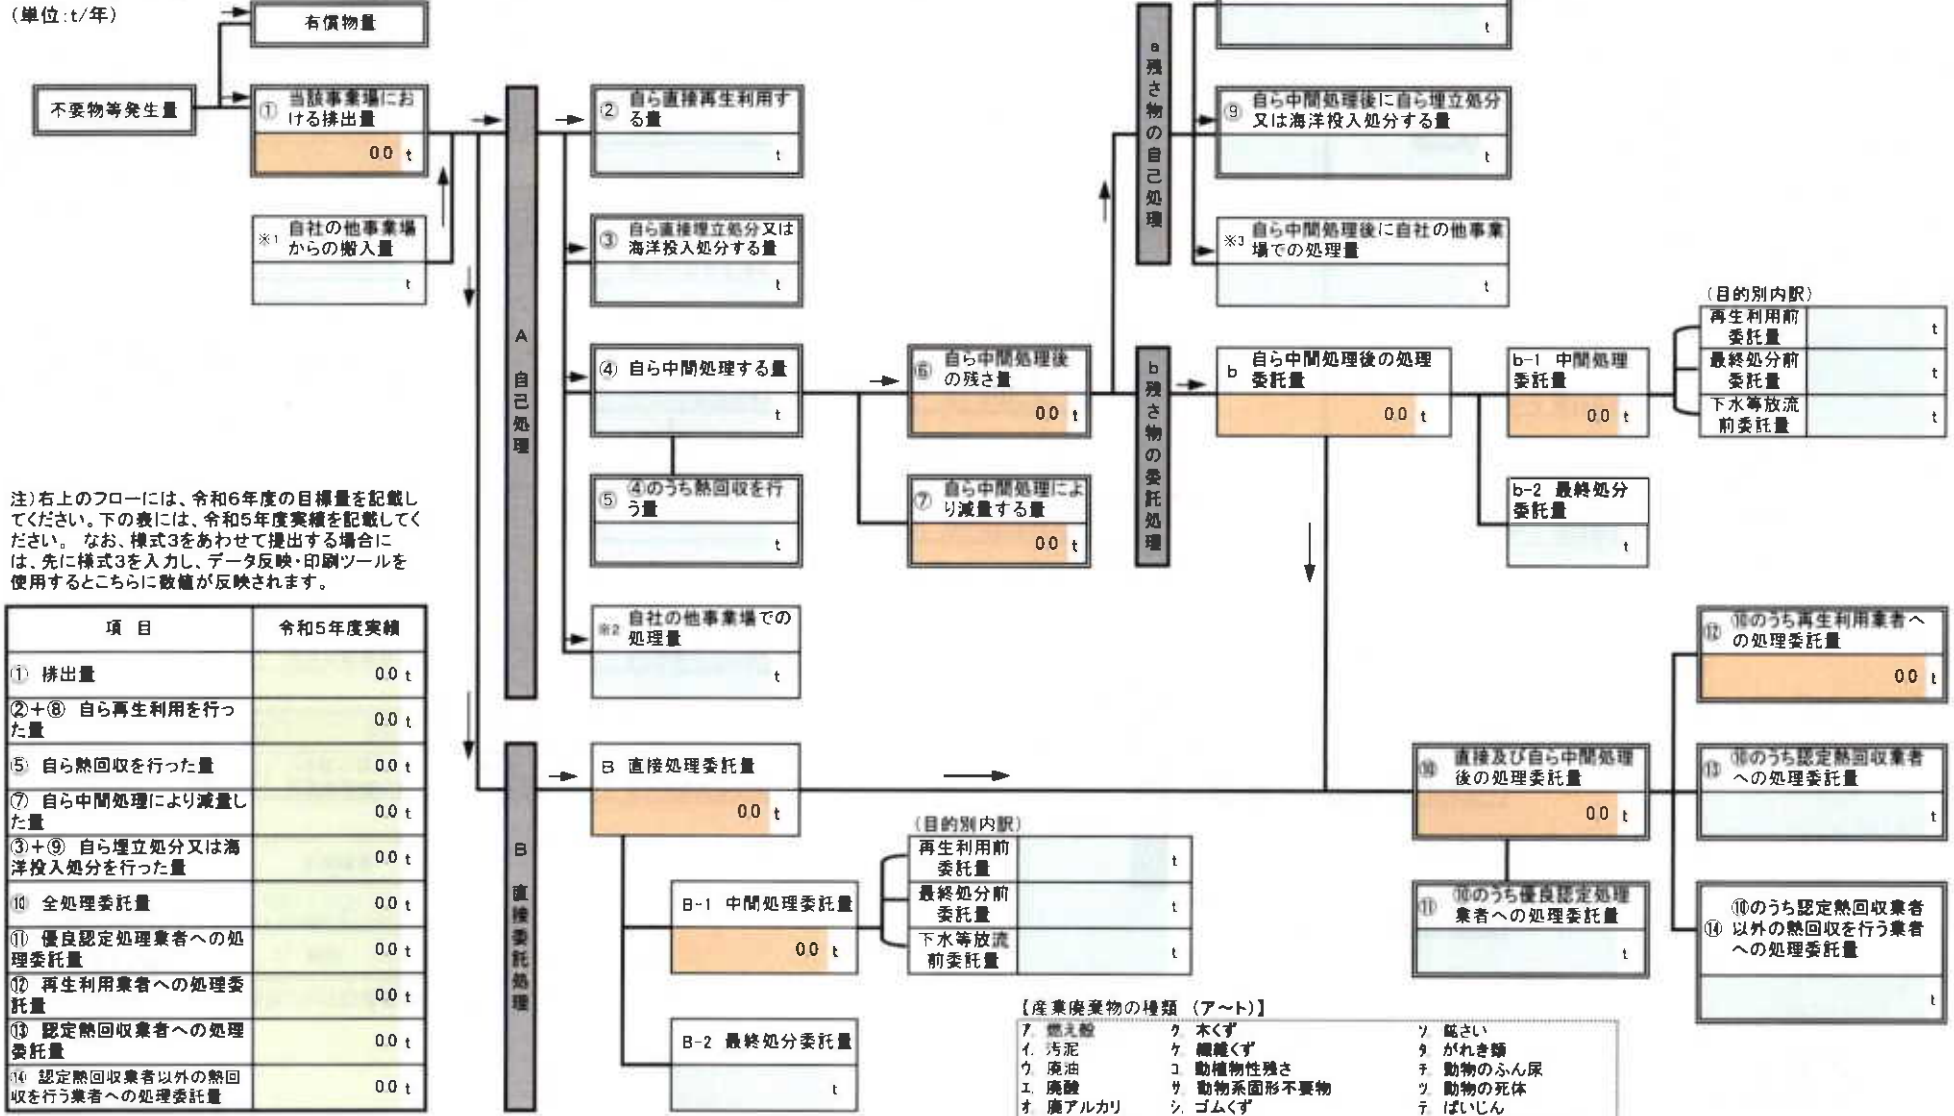 (単位:t/年)
有償物量
t
不要物等発生量
① 当該事業場にお
ける排出量
0.0 t
※1 自社の他事業場
からの搬入量
t
A 自己処理
② 自ら直接再生利用す
る量
t
③ 自ら直接埋立処分又は
海洋投入処分する量
t
④ 自ら中間処理する量
t
⑤ ④のうち熱回収を行
う量
t
※2 自社の他事業場での
処理量
t
⑥ 自ら中間処理後
の残さ量
0.0 t
⑦ 自ら中間処理によ
り減量する量
0.0 t
a 残さ物の自己処理
⑨ 自ら中間処理後に自ら埋立処分
又は海洋投入処分する量
t
※3 自ら中間処理後に自社の他事業
場での処理量
t
b 残さ物の委託処理
b 自ら中間処理後の処理
委託量
0.0 t
b-1 中間処理
委託量
0.0 t
(目的別内訳)
再生利用前
委託量 t
最終処分前
委託量 t
下水等放流
前委託量 t
b-2 最終処分
委託量
t
注)右上のフローには、令和6年度の目標量を記載し
てください。下の表には、令和5年度実績を記載してく
ださい。 なお、様式3をあわせて提出する場合に
は、先に様式3を入力し、データ反映・印刷ツールを
使用するとこちらに数値が反映されます。
項 目 令和5年度実績
① 排出量 0.0 t
②+⑧ 自ら再生利用を行っ
た量 0.0 t
⑤ 自ら熱回収を行った量 0.0 t
⑦ 自ら中間処理により減量し
た量 0.0 t
③+⑨ 自ら埋立処分又は海
洋投入処分を行った量 0.0 t
⑩ 全処理委託量 0.0 t
⑪ 優良認定処理業者への処
理委託量 0.0 t
⑫ 再生利用業者への処理委
託量 0.0 t
⑬ 認定熱回収業者への処理
委託量 0.0 t
⑭ 認定熱回収業者以外の熱回
収を行う業者への処理委託量 0.0 t
B 直接委託処理
B 直接処理委託量
0.0 t
B-1 中間処理委託量
0.0 t
B-2 最終処分委託量
t
(目的別内訳)
再生利用前
委託量 t
最終処分前
委託量 t
下水等放流
前委託量 t
⑩ 直接及び自ら中間処理
後の処理委託量
0.0 t
⑪ ⑩のうち優良認定処理
業者への処理委託量
t
⑫ ⑩のうち再生利用業者へ
の処理委託量
0.0 t
⑬ ⑩のうち認定熱回収業者
への処理委託量
t
⑭ ⑩のうち認定熱回収業者
以外の熱回収を行う業者
への処理委託量
t
【産業廃棄物の種類 (ア~ト)】
ア. 燃え殻 ク. 木くず ソ. 鉱さい
イ. 汚泥 ケ. 繊維くず タ. がれき類
ウ. 廃油 コ. 動植物性残さ チ. 動物のふん尿
エ. 廃酸 サ. 動物系固形不要物 ツ. 動物の死体
オ. 廃アルカリ シ. ゴムくず テ. ばいじん